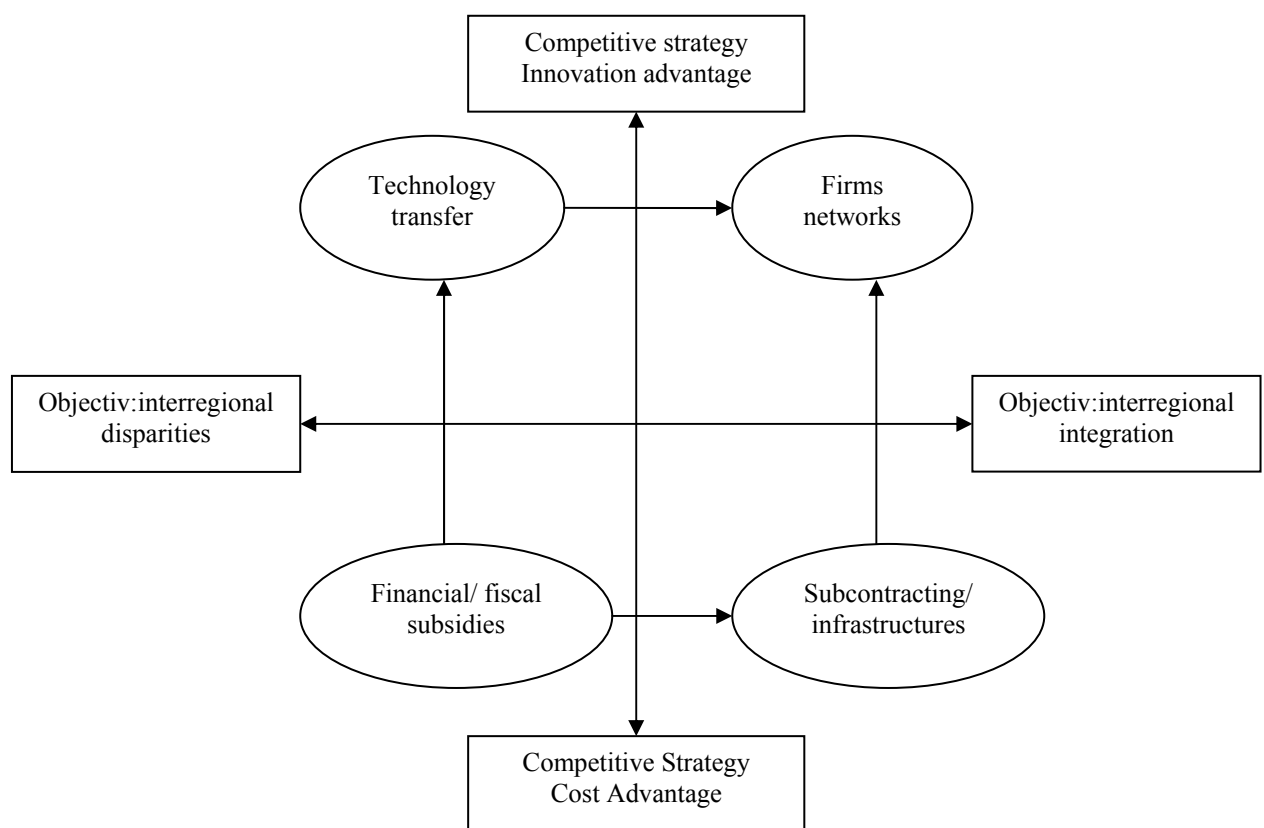 Competitive strategy
Innovation advantage
Technology
transfer
Firms
networks
Objectiv:interregional
disparities
Objectiv:interregional
integration
Financial/ fiscal
subsidies
Subcontracting/
infrastructures
Competitive Strategy
Cost Advantage